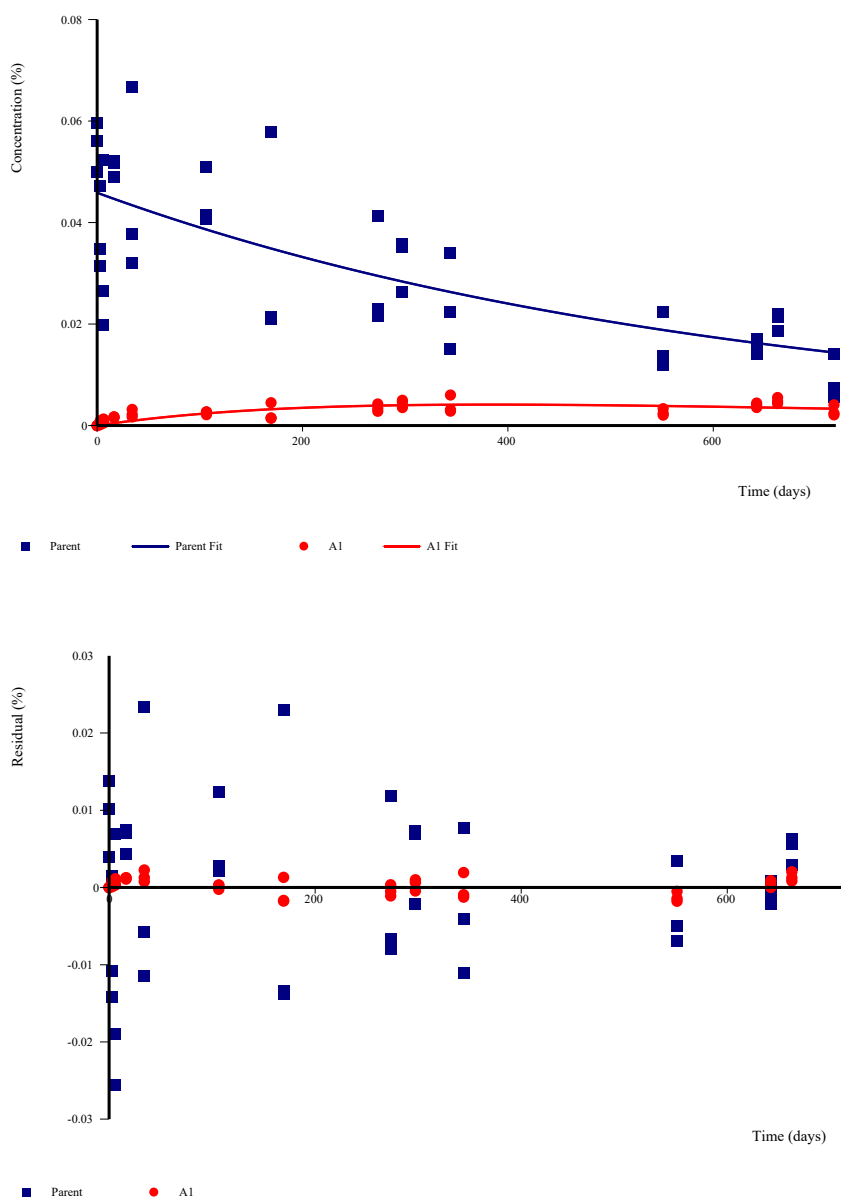 0.08
Concentration (%)
0.06
0.04
0.02
0
0 200 400 600
Time (days)
Parent Parent Fit A1 A1 Fit
0.03
Residual (%)
0.02
0.01
0
0 200 400 600
-0.01
-0.02
-0.03
Time (days)
Parent A1